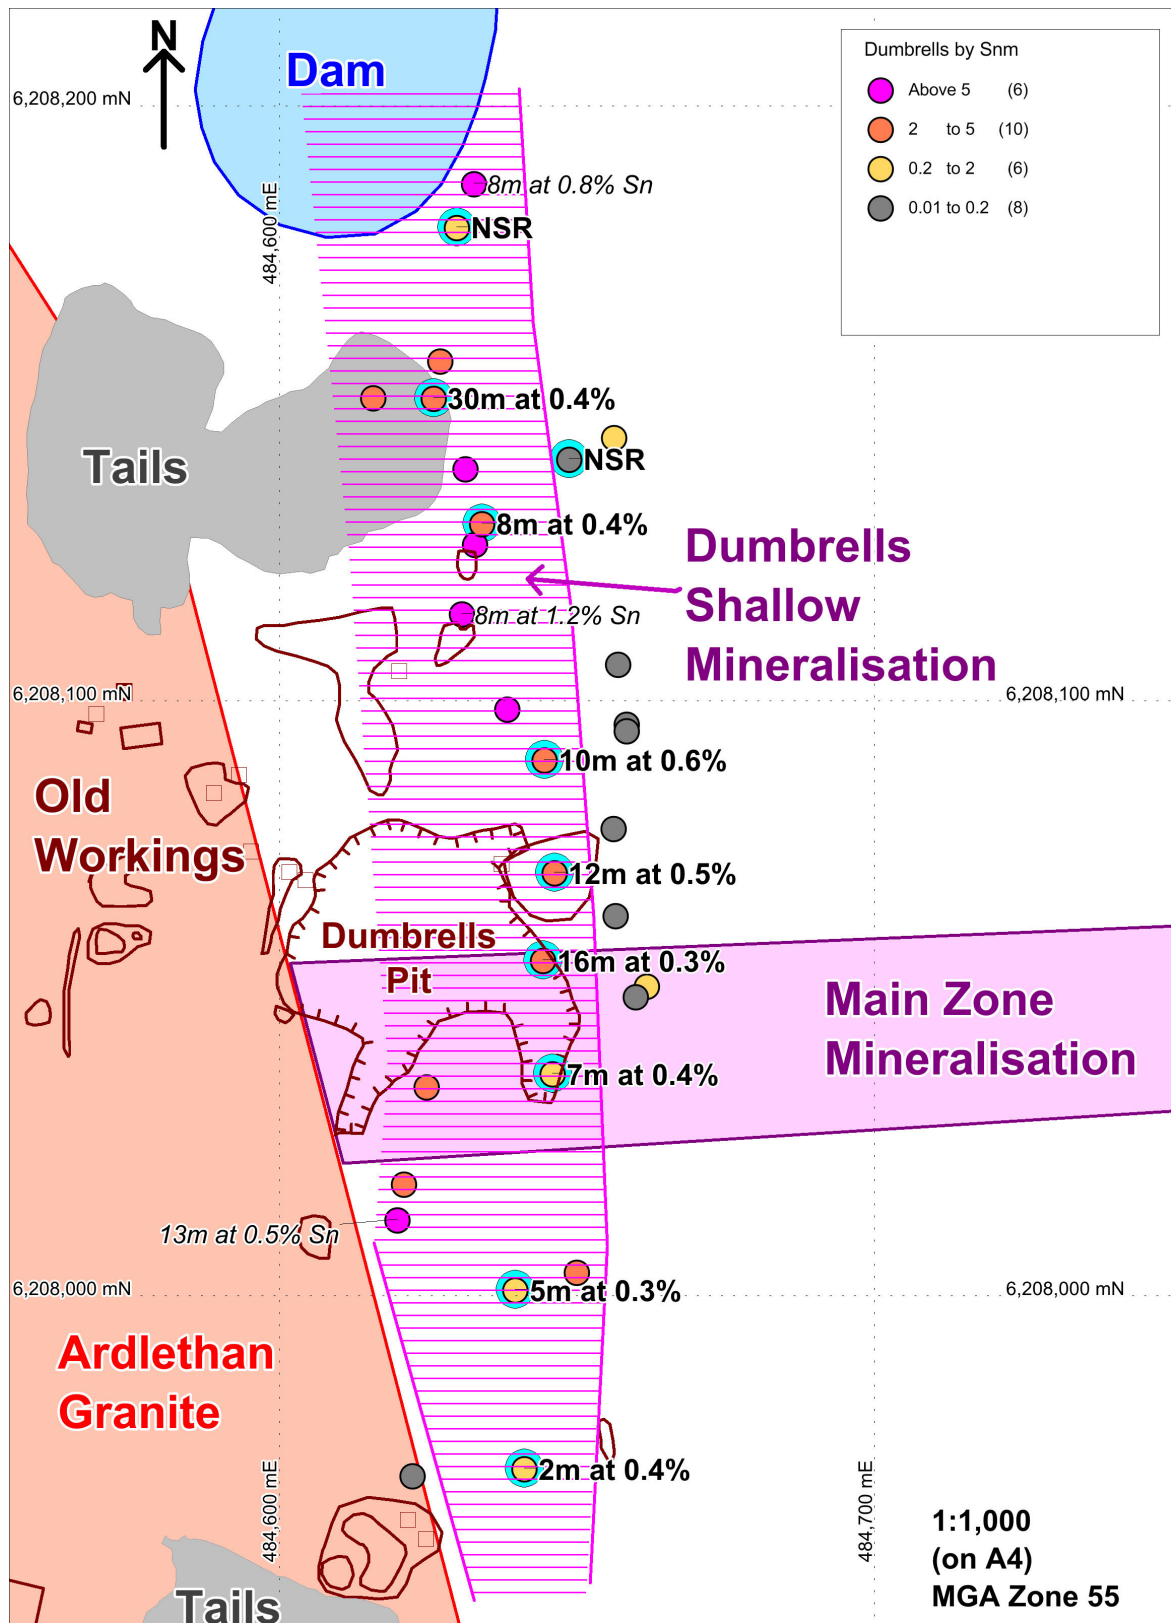 N
Dam
6,208,200 mN
484,600 mE
Dumbrells by Snm
Above 5 (6)
2 to 5 (10)
0.2 to 2 (6)
0.01 to 0.2 (8)
8m at 0.8% Sn
NSR
30m at 0.4%
NSR
Tails
8m at 0.4%
Dumbrells
Shallow
Mineralisation
8m at 1.2% Sn
6,208,100 mN
6,208,100 mN
10m at 0.6%
Old
Workings
12m at 0.5%
Dumbrells
Pit
16m at 0.3%
Main Zone
Mineralisation
7m at 0.4%
13m at 0.5% Sn
6,208,000 mN
5m at 0.3%
6,208,000 mN
Ardlethan
Granite
2m at 0.4%
484,600 mE
484,700 mE
1:1,000
(on A4)
MGA Zone 55
Tails